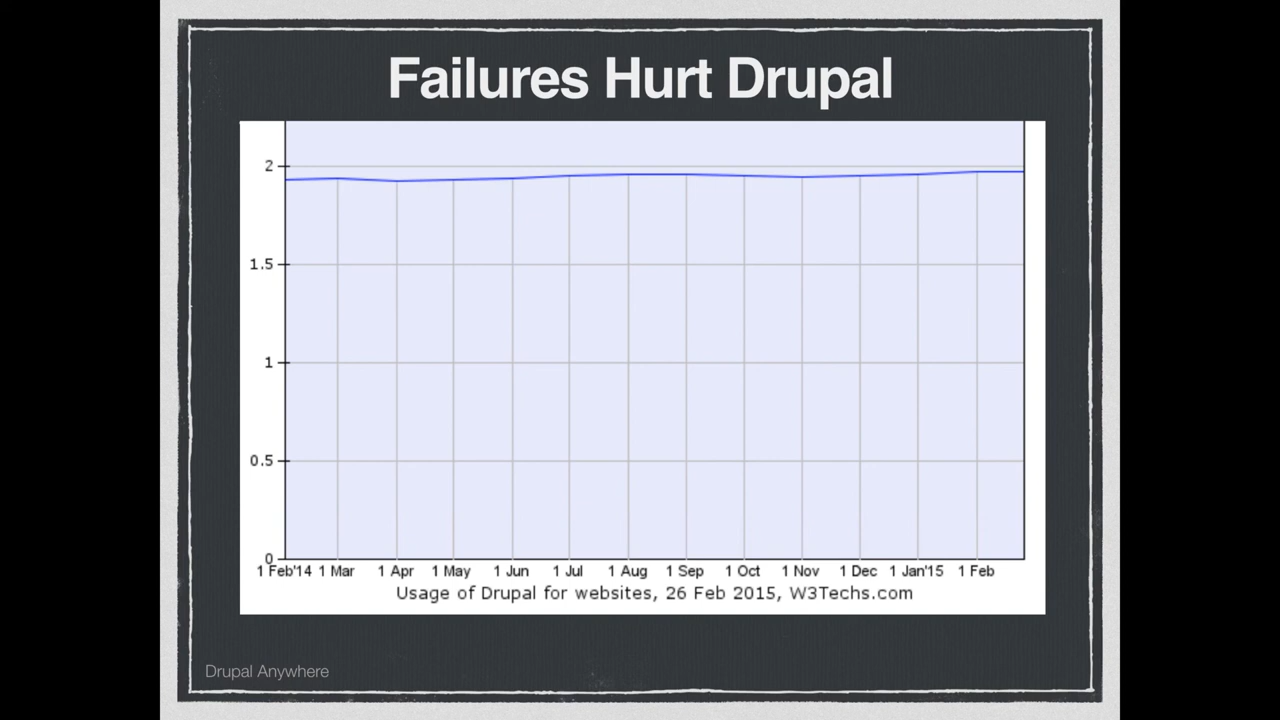 Failures Hurt Drupal
2
1.5
1
0.5
0
1 Feb'14 1 Mar 1 Apr 1 May 1 Jun 1 Jul 1 Aug 1 Sep 1 Oct 1 Nov 1 Dec 1 Jan'15 1 Feb
Usage of Drupal for websites, 26 Feb 2015, W3Techs.com
Drupal Anywhere